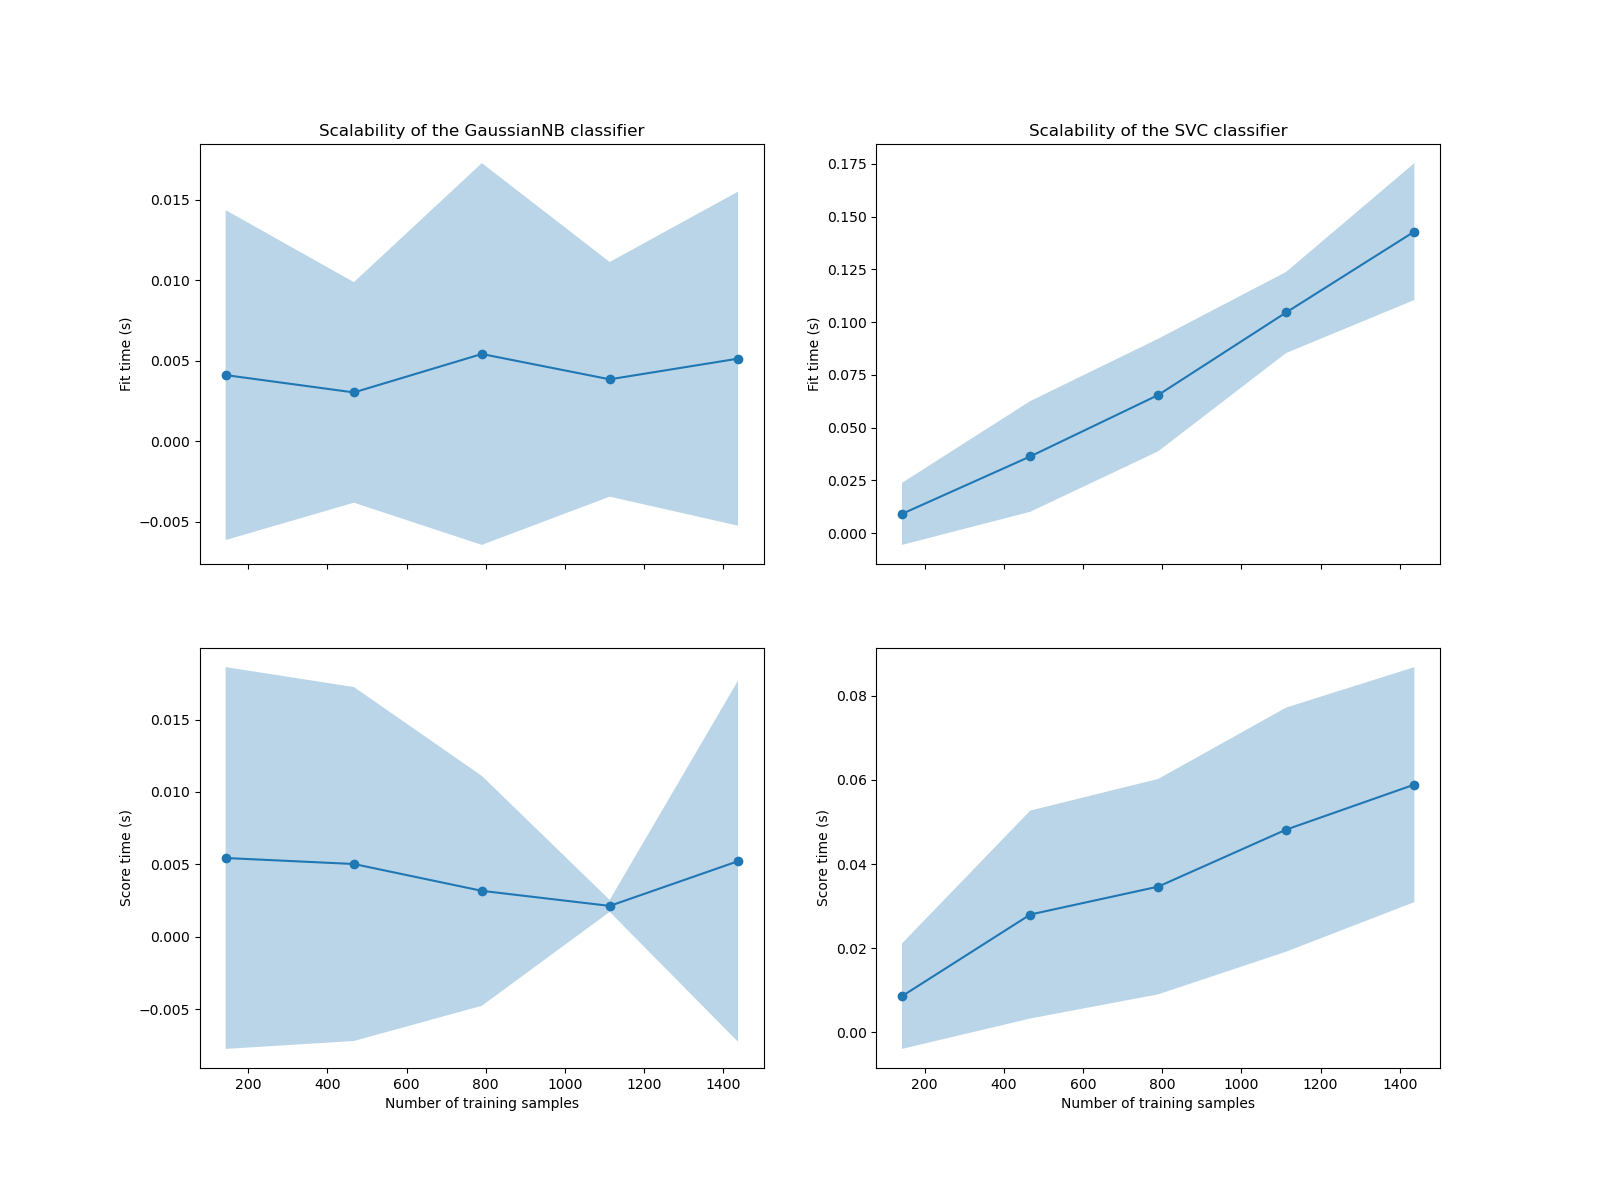 Scalability of the GaussianNB classifier
Fit time (s)
0.015
0.010
0.005
0.000
−0.005
Scalability of the SVC classifier
Fit time (s)
0.175
0.150
0.125
0.100
0.075
0.050
0.025
0.000
Score time (s)
0.015
0.010
0.005
0.000
−0.005
200 400 600 800 1000 1200 1400
Number of training samples
Score time (s)
0.08
0.06
0.04
0.02
0.00
200 400 600 800 1000 1200 1400
Number of training samples